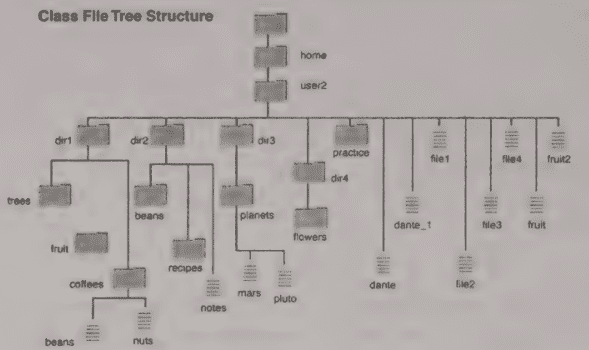 Class File Tree Structure
home
user2
dir1
dir2
dir3
practice
file1
file4
fruit2
dir4
trees
beans
planets
dante_1
file3
fruit
flowers
fruit
recipes
coffees
notes
mars
pluto
dante
file2
beans
nuts